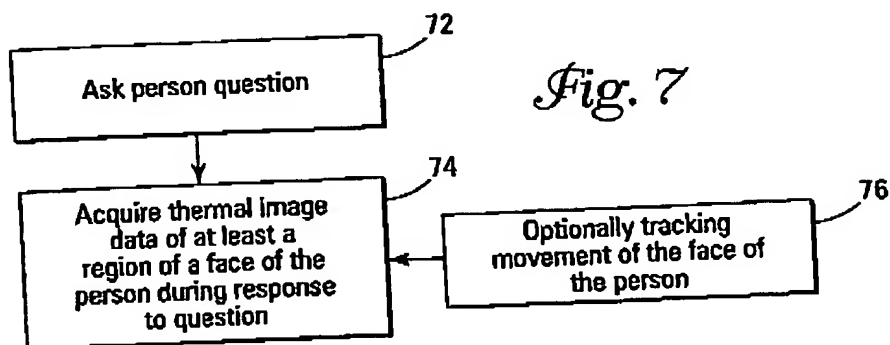 72
Ask person question
Fig. 7
74
Acquire thermal image
data of at least a
region of a face of the
person during response
to question
76
Optionally tracking
movement of the face of
the person